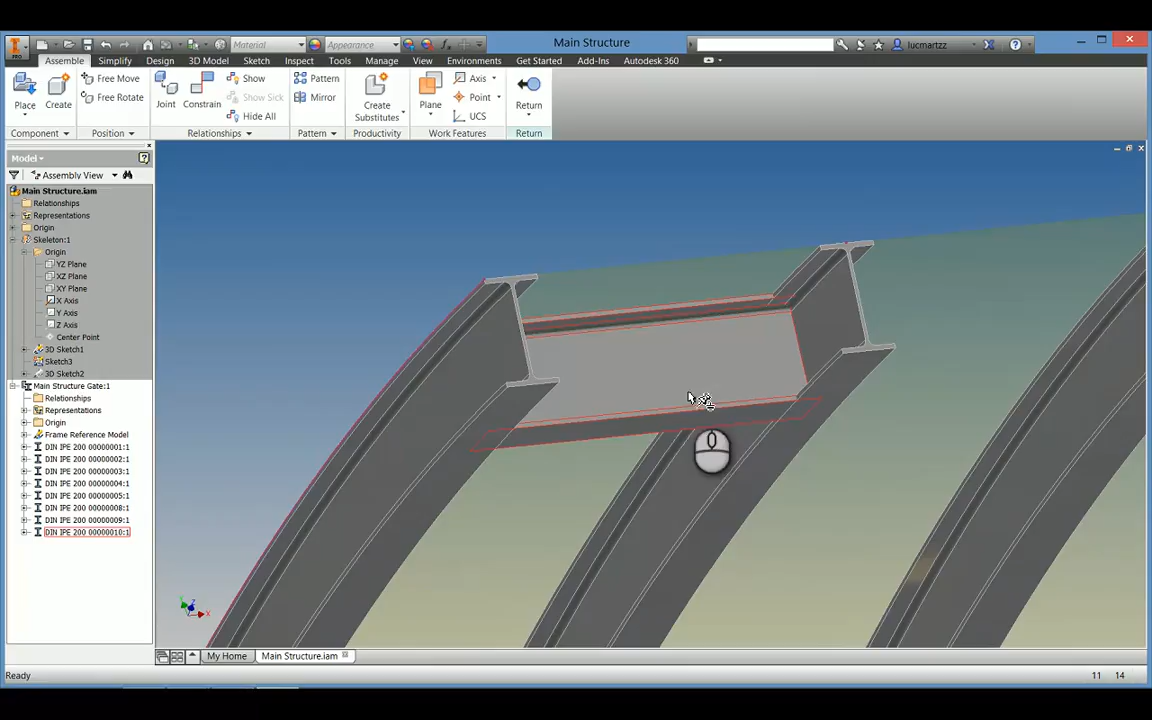 PRO
Material
Appearance
Main Structure
lucmartzz
Assemble Simplify Design 3D Model Sketch Inspect Tools Manage View Environments Get Started Add-Ins Autodesk 360
Place
Create
Free Move
Free Rotate
Joint
Constrain
Show
Show Sick
Hide All
Pattern
Mirror
Create
Substitutes
Plane
Axis
Point
UCS
Return
Component
Position
Relationships
Pattern
Productivity
Work Features
Return
Model
Assembly View
Main Structure.iam
Relationships
Representations
Origin
Skeleton:1
Origin
YZ Plane
XZ Plane
XY Plane
X Axis
Y Axis
Z Axis
Center Point
3D Sketch1
Sketch3
3D Sketch2
Main Structure Gate:1
Relationships
Representations
Origin
Frame Reference Model
DIN IPE 200 00000001:1
DIN IPE 200 00000002:1
DIN IPE 200 00000003:1
DIN IPE 200 00000004:1
DIN IPE 200 00000005:1
DIN IPE 200 00000008:1
DIN IPE 200 00000009:1
DIN IPE 200 00000010:1
My Home
Main Structure.iam
Ready
11 14